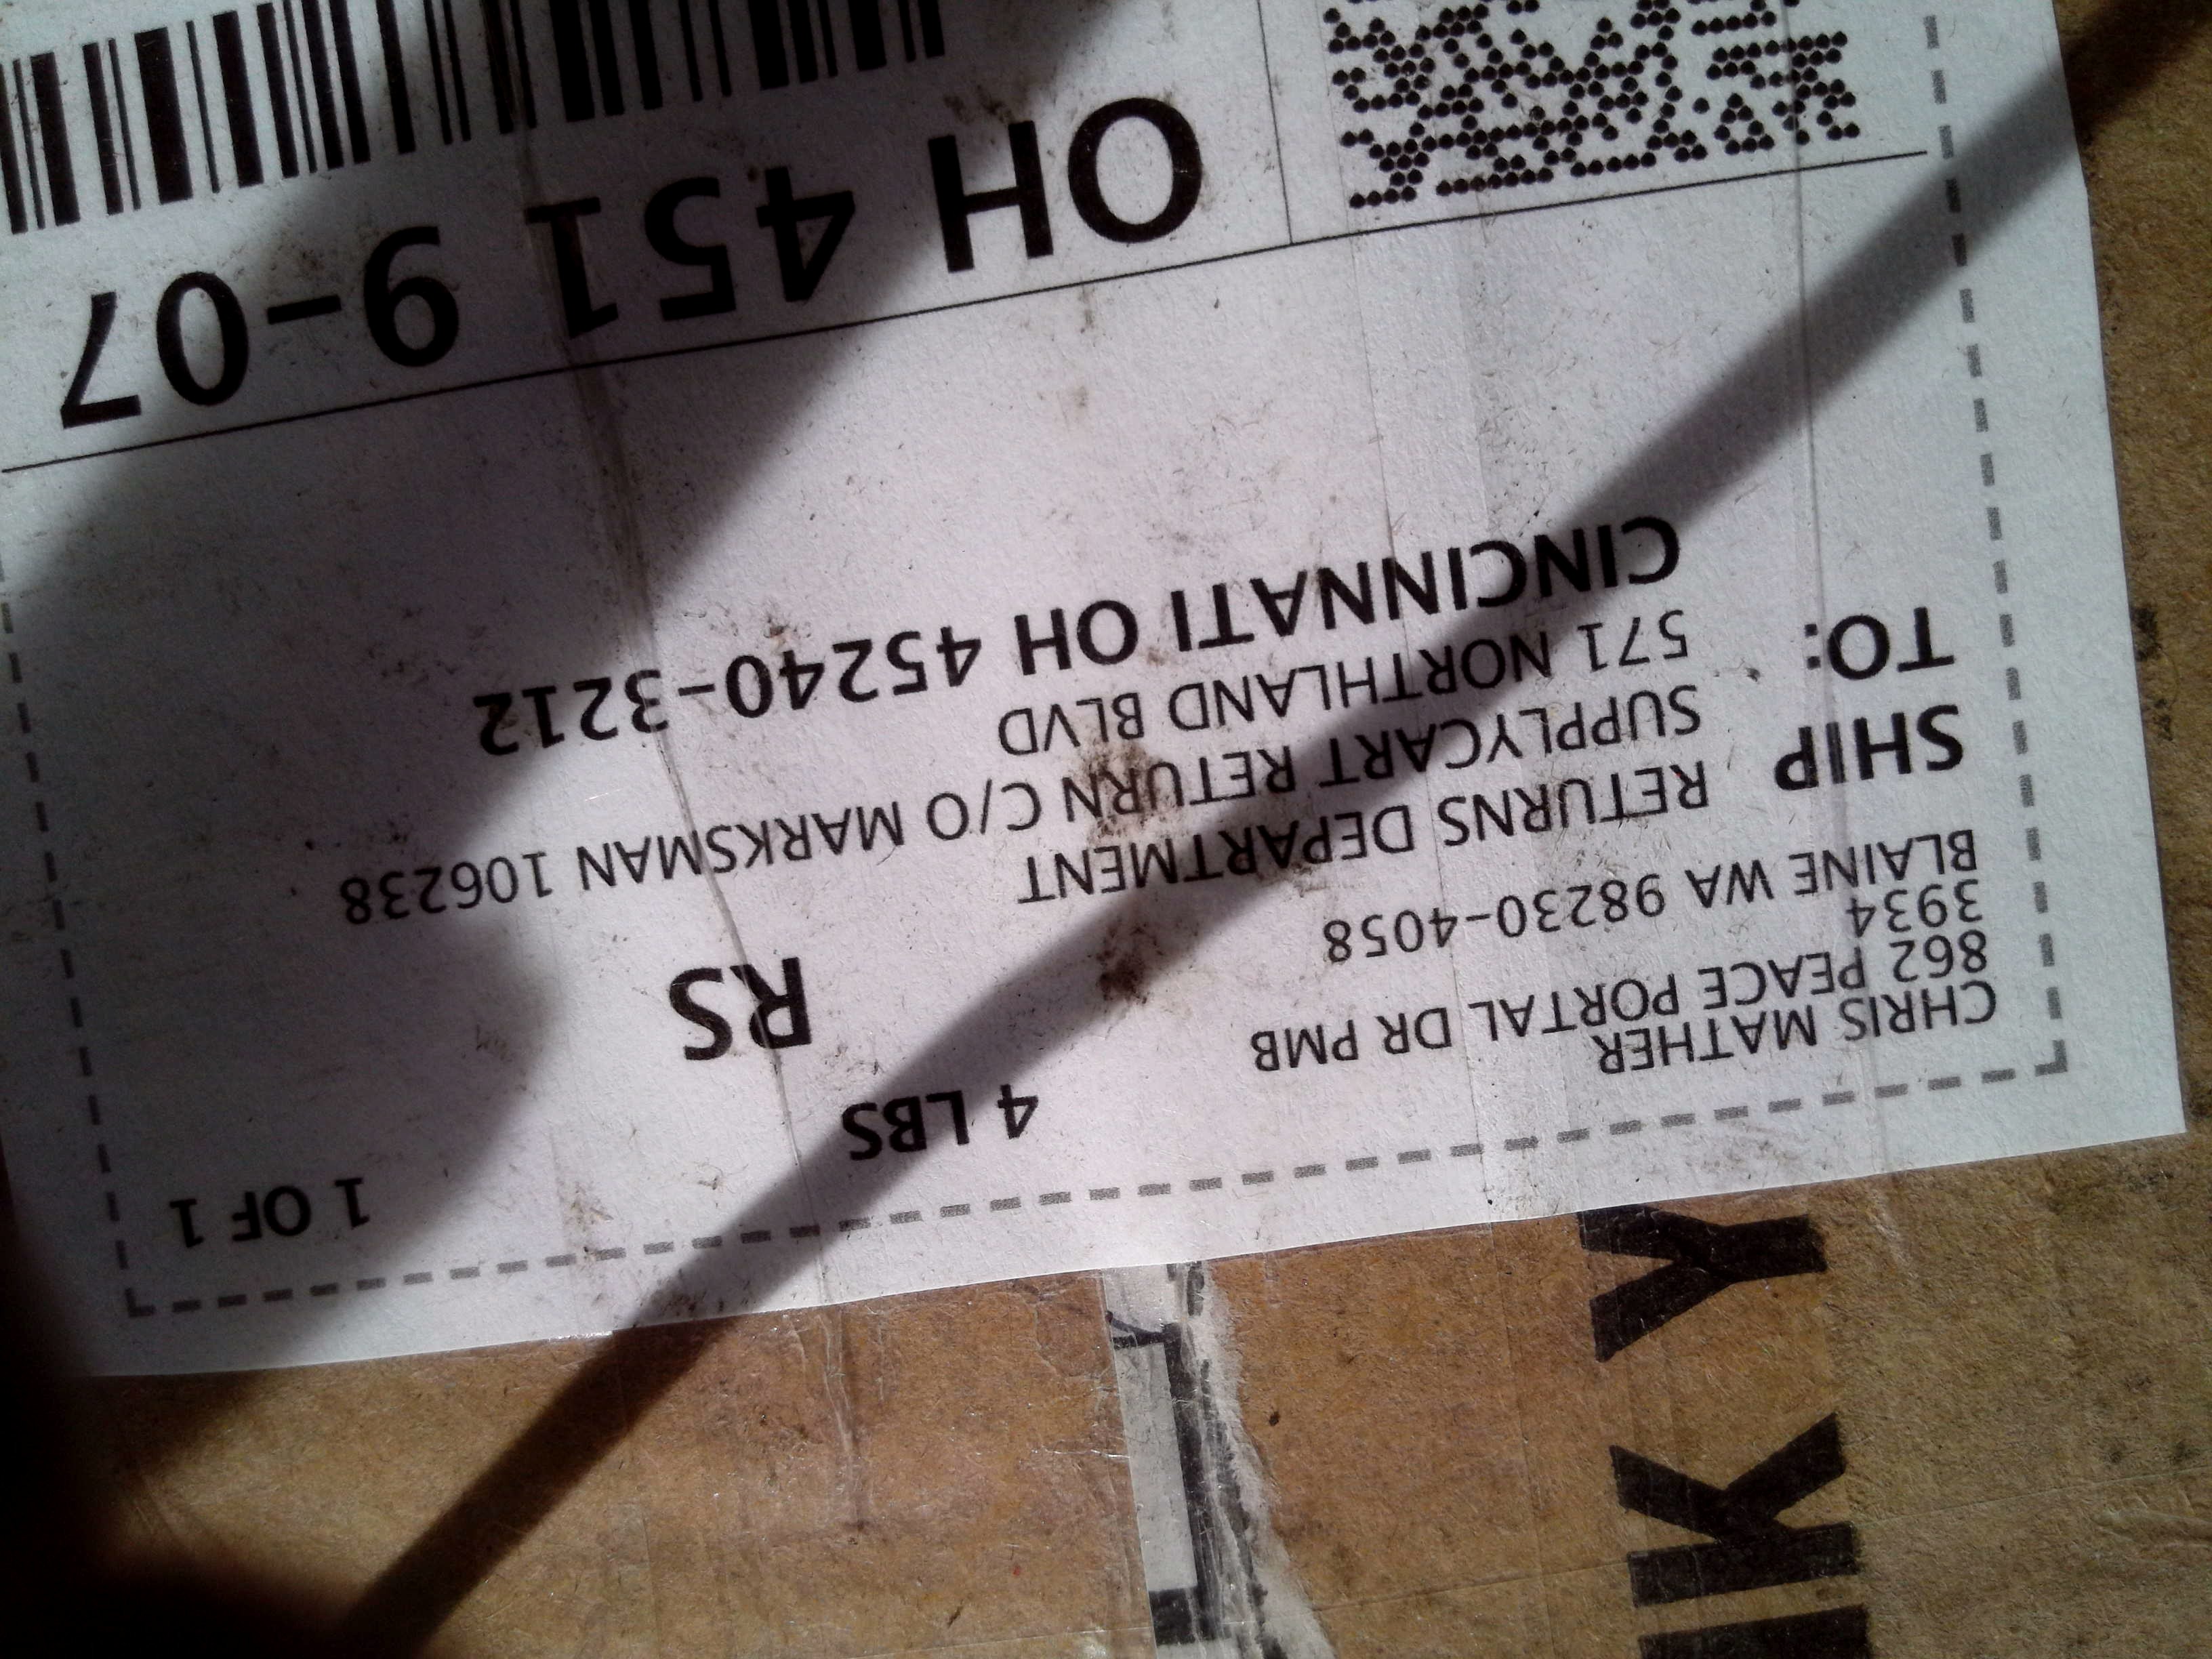 CHRIS MATHER
862 PEACE PORTAL DR PMB
3934
BLAINE WA 98230-4058
4 LBS
1 OF 1
RS
SHIP
TO:
RETURNS DEPARTMENT
SUPPLYCART RETURN C/O MARKSMAN 106238
571 NORTHLAND BLVD
CINCINNATI OH 45240-3212
OH 451 9-07